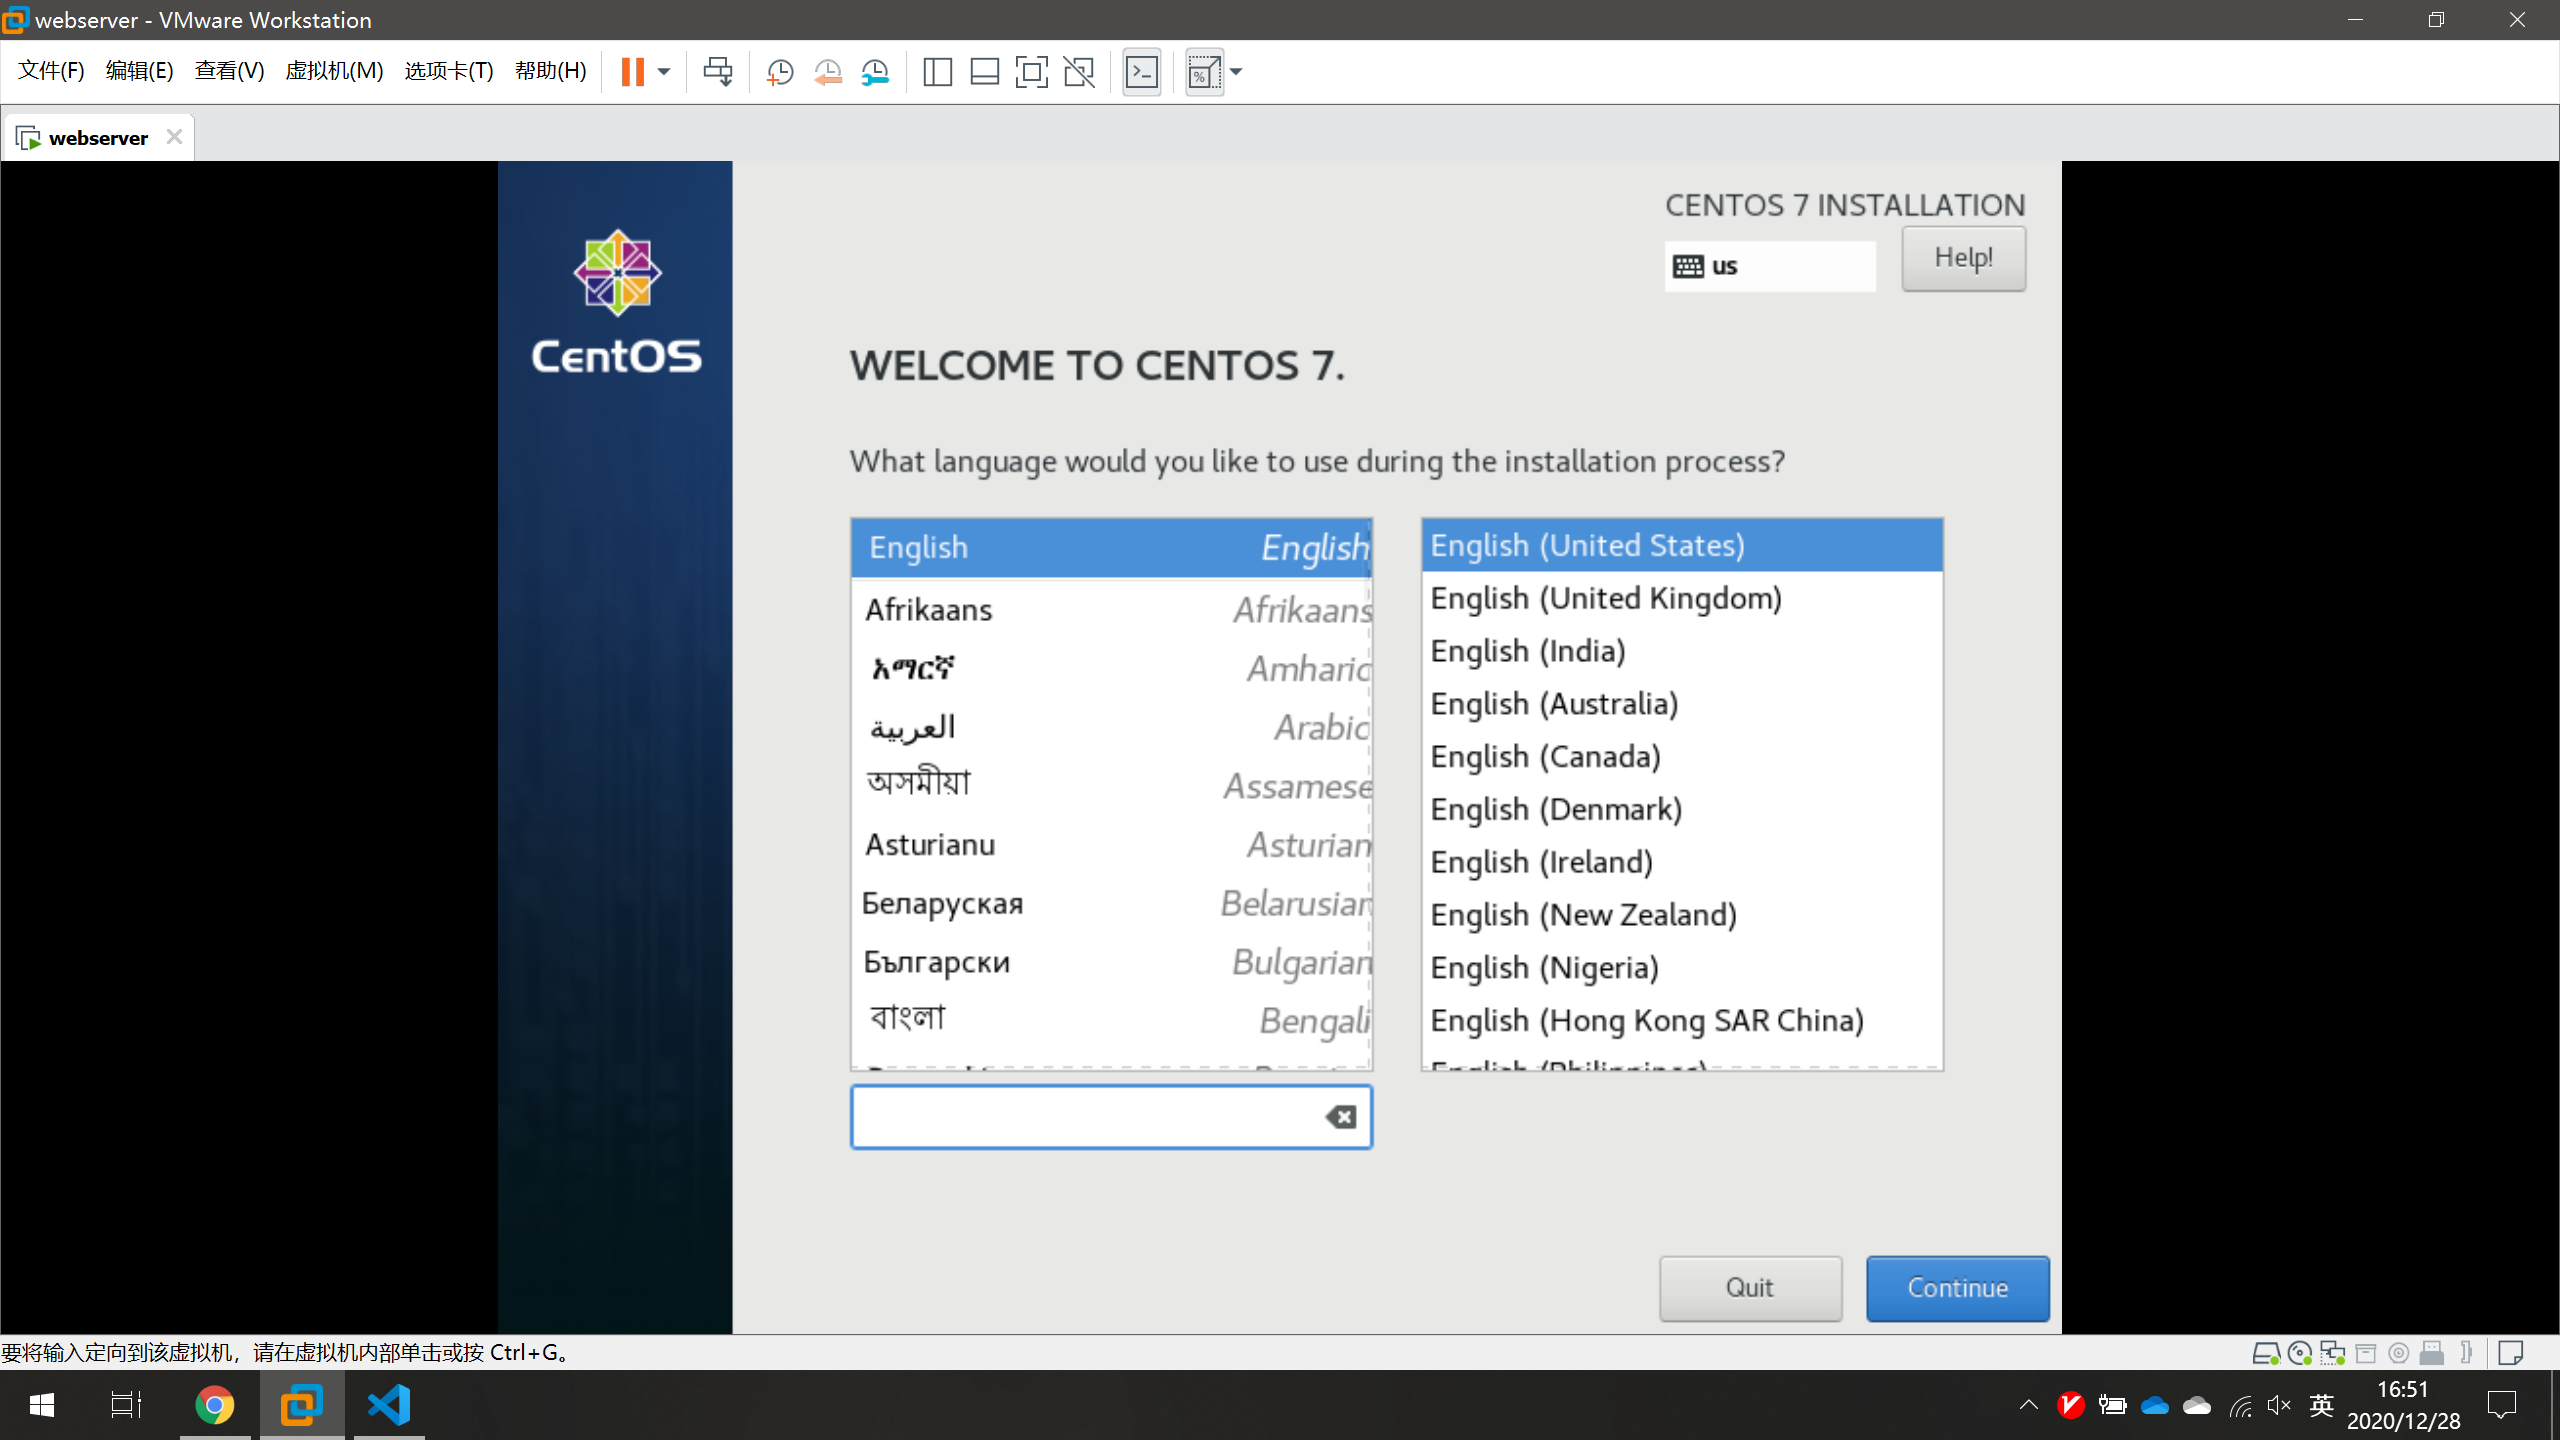 webserver - VMware Workstation
文件(F) 编辑(E) 查看(V) 虚拟机(M) 选项卡(T) 帮助(H)
webserver
CentOS
CENTOS 7 INSTALLATION
us
Help!
WELCOME TO CENTOS 7.
What language would you like to use during the installation process?
English English
Afrikaans Afrikaans
አማርኛ Amharic
العربية Arabic
অসমীয়া Assamese
Asturianu Asturian
Беларуская Belarusian
Български Bulgarian
বাংলা Bengali
English (United States)
English (United Kingdom)
English (India)
English (Australia)
English (Canada)
English (Denmark)
English (Ireland)
English (New Zealand)
English (Nigeria)
English (Hong Kong SAR China)
English (Philippines)
Quit
Continue
要将输入定向到该虚拟机，请在虚拟机内部单击或按 Ctrl+G。
英
16:51
2020/12/28